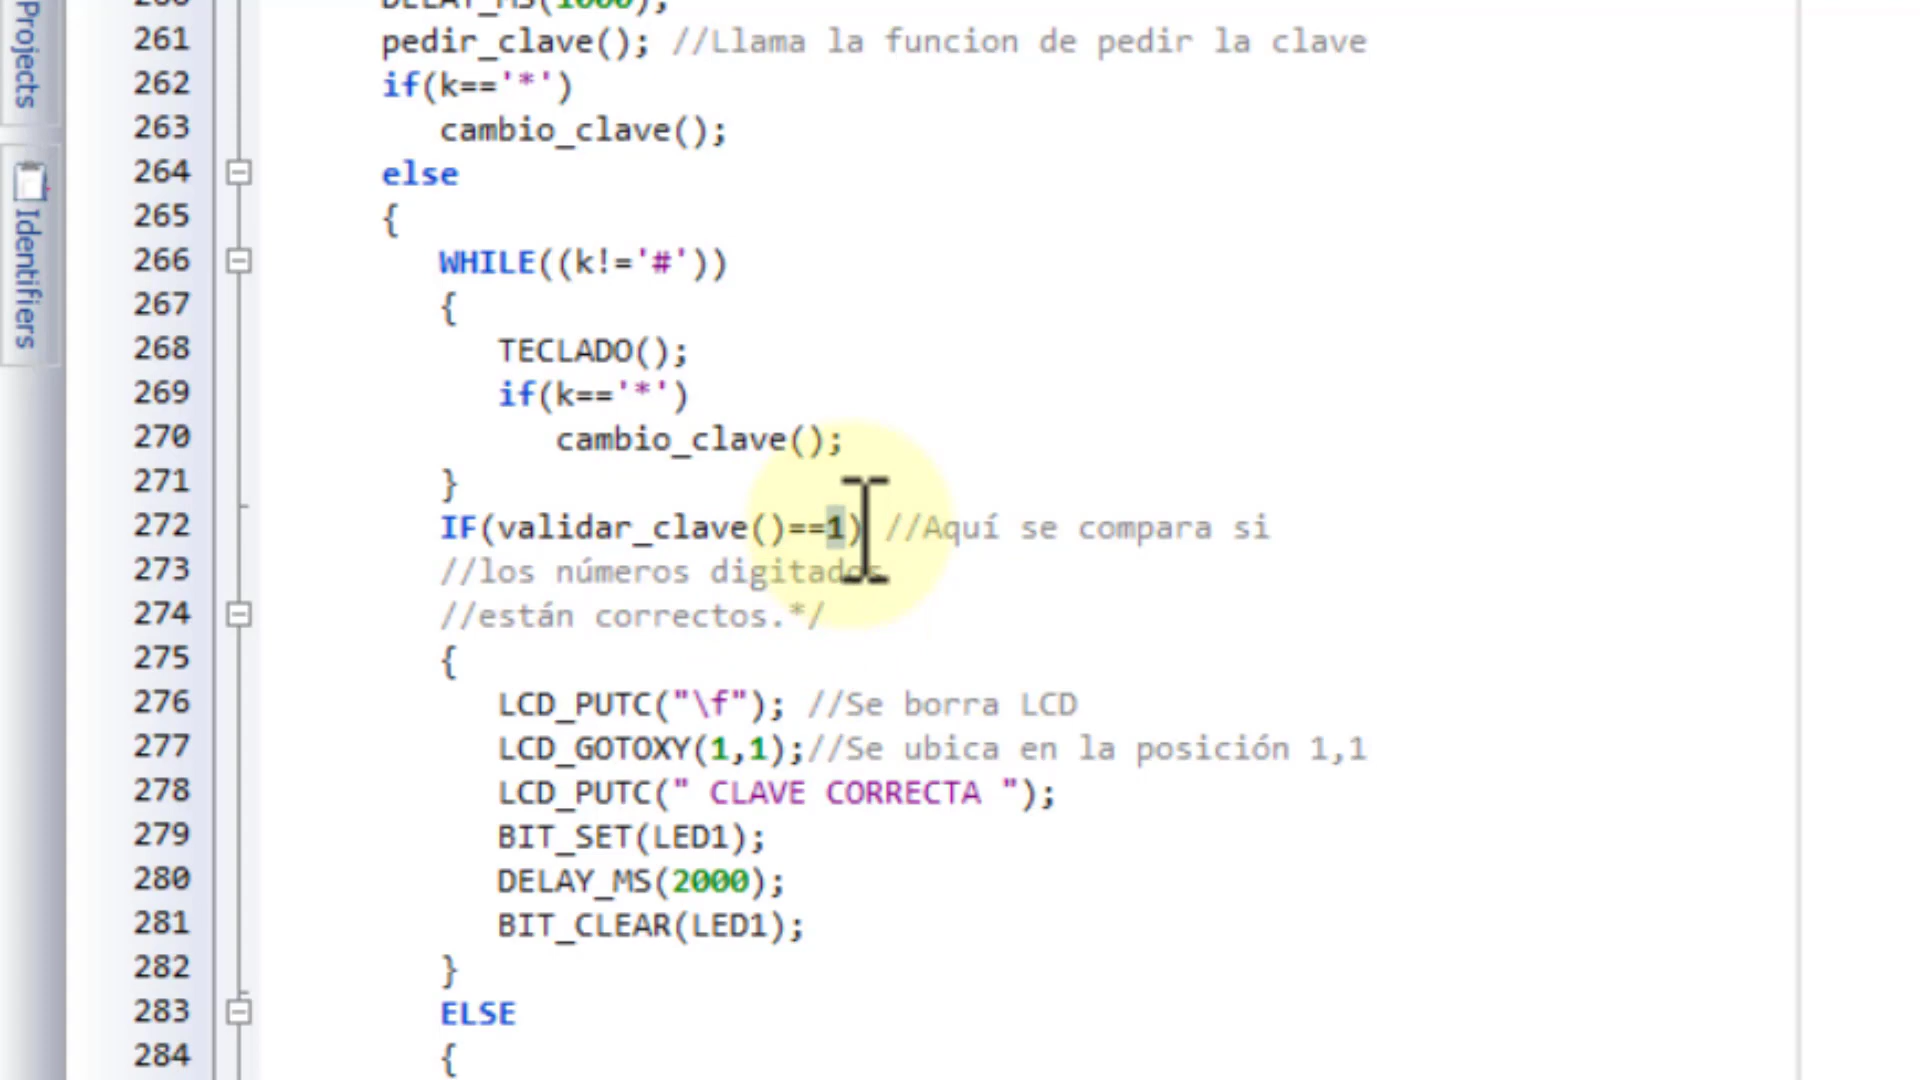 Projects
Identifiers
260 DELAY_MS(1000);
261 pedir_clave(); //Llama la funcion de pedir la clave
262 if(k=='*')
263 cambio_clave();
264 else
265 {
266 WHILE((k!='#'))
267 {
268 TECLADO();
269 if(k=='*')
270 cambio_clave();
271 }
272 IF(validar_clave()==1) //Aquí se compara si
273 //los números digitados
274 //están correctos.*/
275 {
276 LCD_PUTC("\f"); //Se borra LCD
277 LCD_GOTOXY(1,1);//Se ubica en la posición 1,1
278 LCD_PUTC(" CLAVE CORRECTA ");
279 BIT_SET(LED1);
280 DELAY_MS(2000);
281 BIT_CLEAR(LED1);
282 }
283 ELSE
284 {